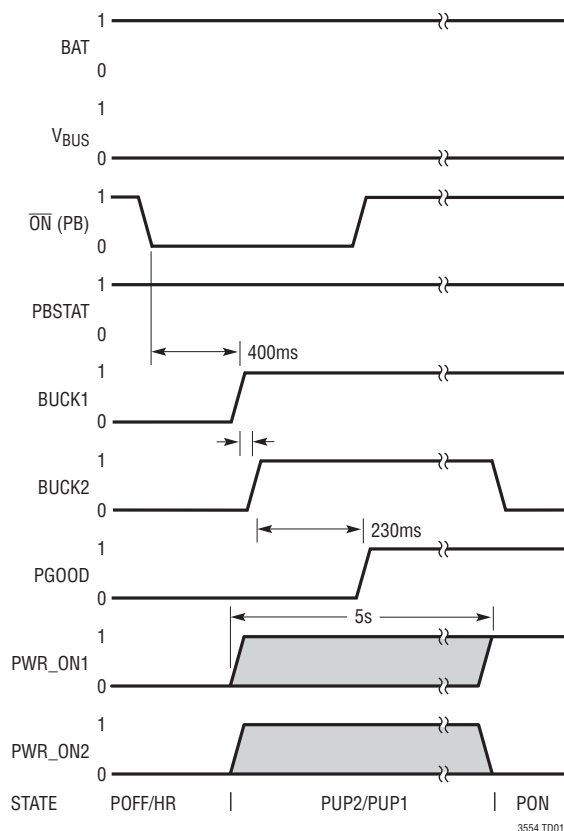 1
BAT
0
1
VBUS
0
1
ON (PB)
0
1
PBSTAT
0
400ms
1
BUCK1
0
1
BUCK2
0
230ms
1
PGOOD
0
5s
1
PWR_ON1
0
1
PWR_ON2
0
STATE POFF/HR PUP2/PUP1 PON
3554 TD01